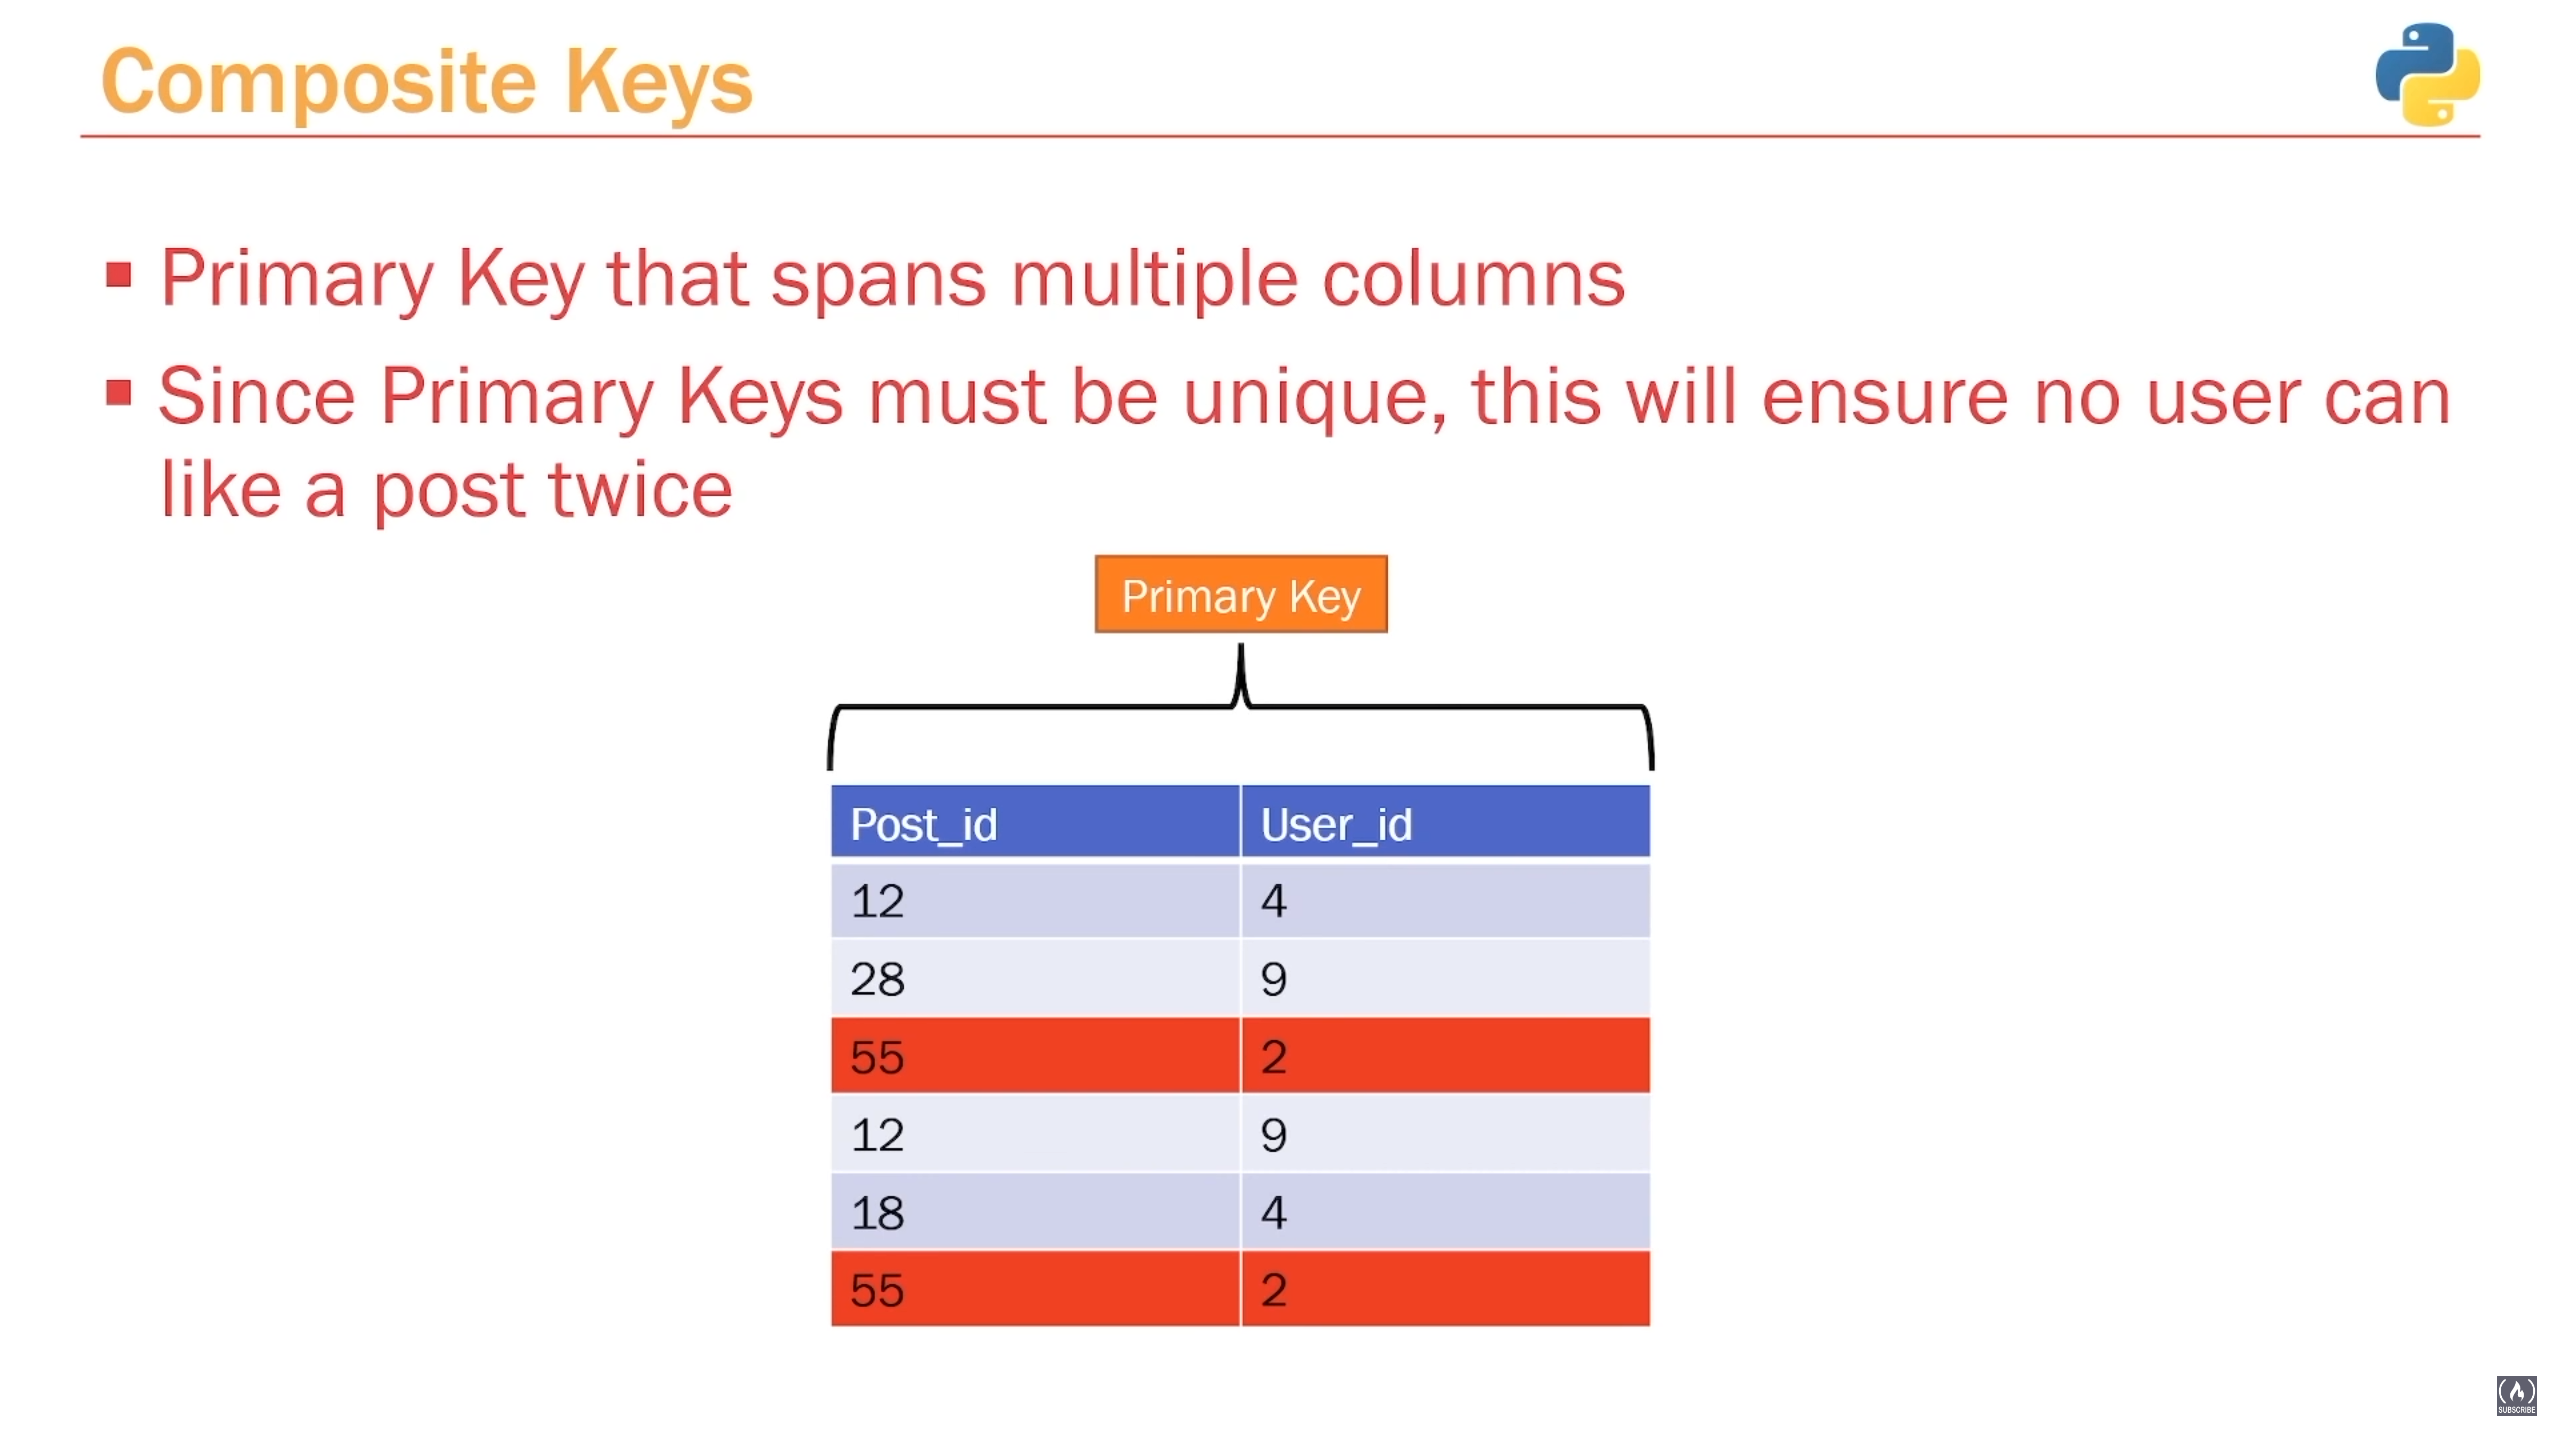 Composite Keys
Primary Key that spans multiple columns
Since Primary Keys must be unique, this will ensure no user can
like a post twice
Primary Key
Post_id User_id
12 4
28 9
55 2
12 9
18 4
55 2
SUBSCRIBE